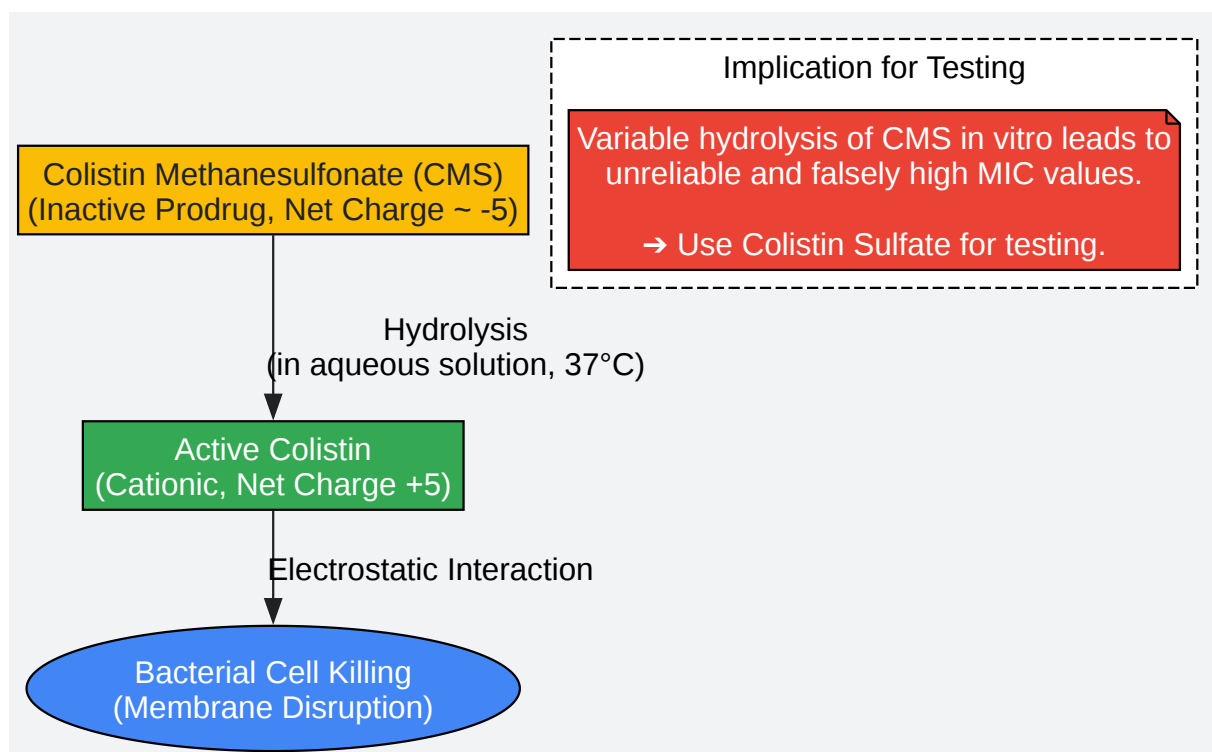 Implication for Testing
Variable hydrolysis of CMS in vitro leads to
unreliable and falsely high MIC values.
➔ Use Colistin Sulfate for testing.
Colistin Methanesulfonate (CMS)
(Inactive Prodrug, Net Charge ~ -5)
Hydrolysis
(in aqueous solution, 37°C)
Active Colistin
(Cationic, Net Charge +5)
Electrostatic Interaction
Bacterial Cell Killing
(Membrane Disruption)